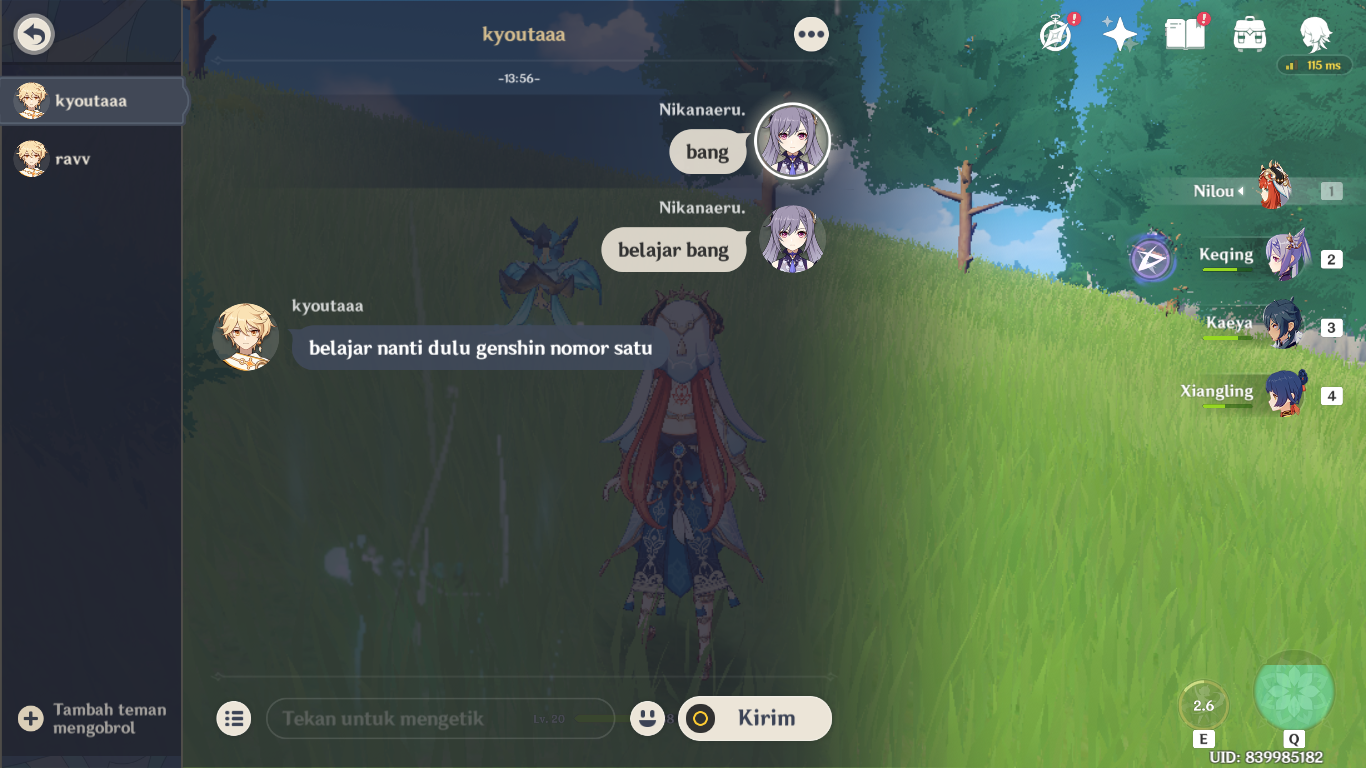 kyoutaaa
-13:56-
kyoutaaa
ravv
Nikanaeru.
bang
Nikanaeru.
belajar bang
kyoutaaa
belajar nanti dulu genshin nomor satu
Tambah teman
mengobrol
Tekan untuk mengetik
Lv. 20
Kirim
115 ms
Nilou
1
Keqing
2
Kaeya
3
Xiangling
4
2.6
E
Q
UID: 839985182